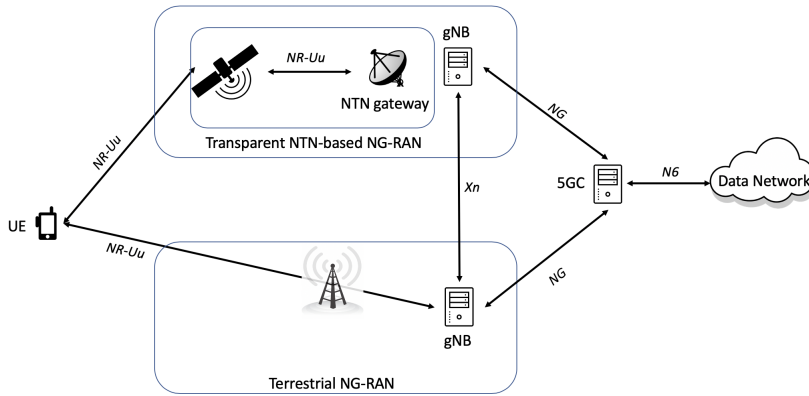 gNB
NR-Uu
NTN gateway
Transparent NTN-based NG-RAN
NR-Uu
NG
Xn
5GC
N6
Data Network
UE
NR-Uu
NG
gNB
Terrestrial NG-RAN